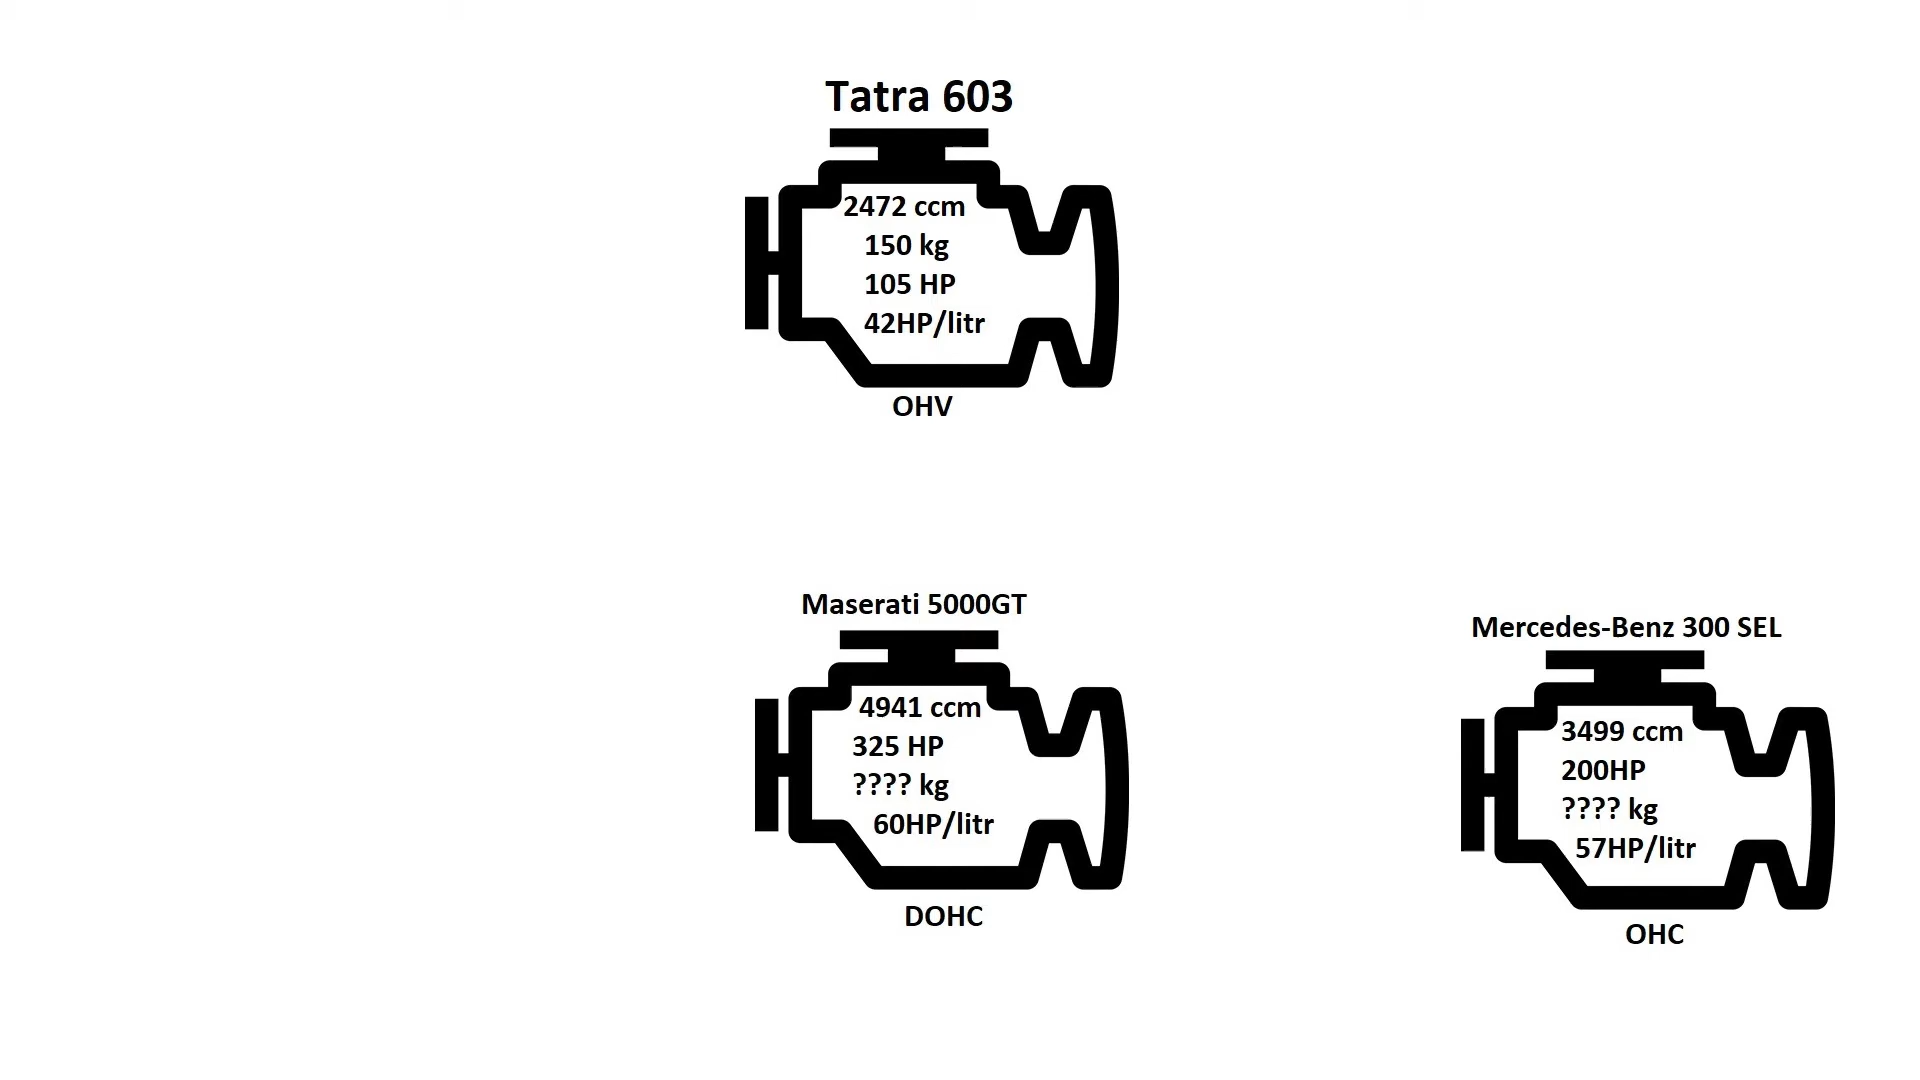 Tatra 603
2472 ccm
150 kg
105 HP
42HP/litr
OHV
Maserati 5000GT
4941 ccm
325 HP
???? kg
60HP/litr
DOHC
Mercedes-Benz 300 SEL
3499 ccm
200HP
???? kg
57HP/litr
OHC